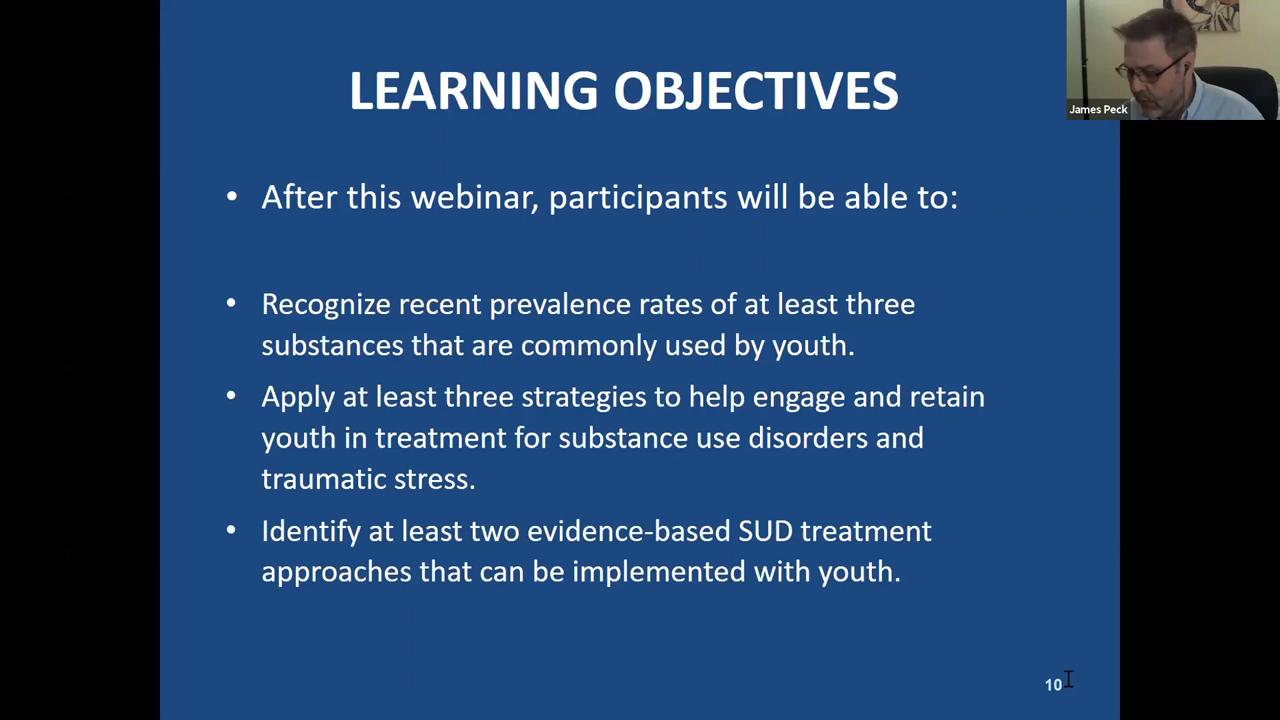 LEARNING OBJECTIVES
James Peck
• After this webinar, participants will be able to:
• Recognize recent prevalence rates of at least three
substances that are commonly used by youth.
• Apply at least three strategies to help engage and retain
youth in treatment for substance use disorders and
traumatic stress.
• Identify at least two evidence-based SUD treatment
approaches that can be implemented with youth.
10